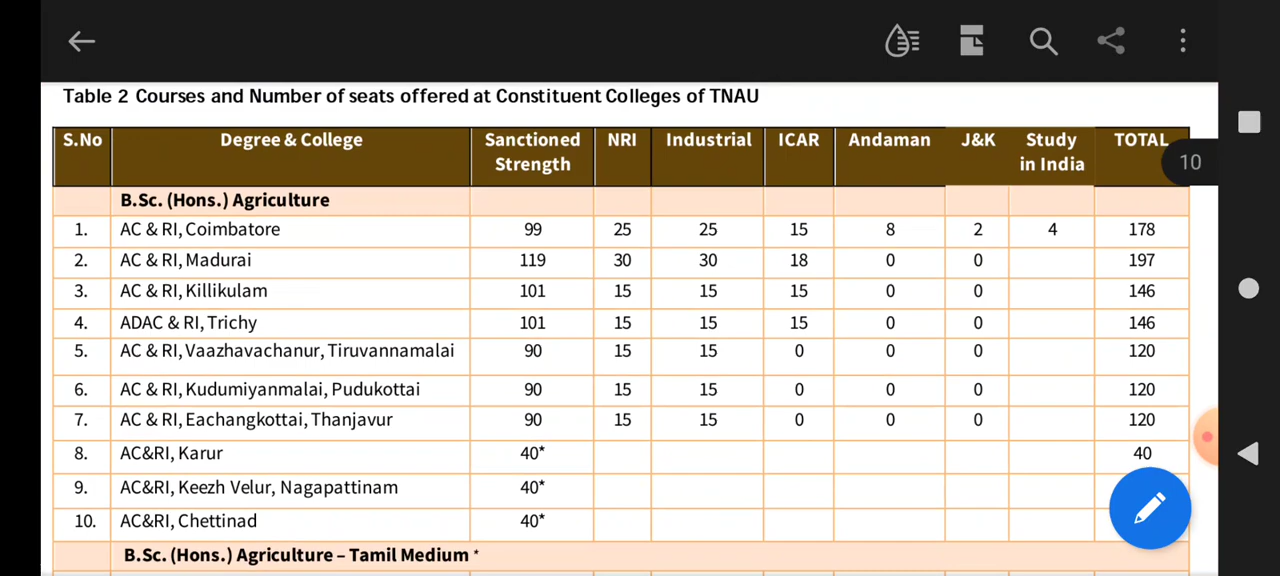 Table 2 Courses and Number of seats offered at Constituent Colleges of TNAU
S.No Degree & College Sanctioned Strength NRI Industrial ICAR Andaman J&K Study in India TOTAL
10
B.Sc. (Hons.) Agriculture
1. AC & RI, Coimbatore 99 25 25 15 8 2 4 178
2. AC & RI, Madurai 119 30 30 18 0 0 197
3. AC & RI, Killikulam 101 15 15 15 0 0 146
4. ADAC & RI, Trichy 101 15 15 15 0 0 146
5. AC & RI, Vaazhavachanur, Tiruvannamalai 90 15 15 0 0 0 120
6. AC & RI, Kudumiyanmalai, Pudukottai 90 15 15 0 0 0 120
7. AC & RI, Eachangkottai, Thanjavur 90 15 15 0 0 0 120
8. AC&RI, Karur 40* 40
9. AC&RI, Keezh Velur, Nagapattinam 40*
10. AC&RI, Chettinad 40*
B.Sc. (Hons.) Agriculture – Tamil Medium *